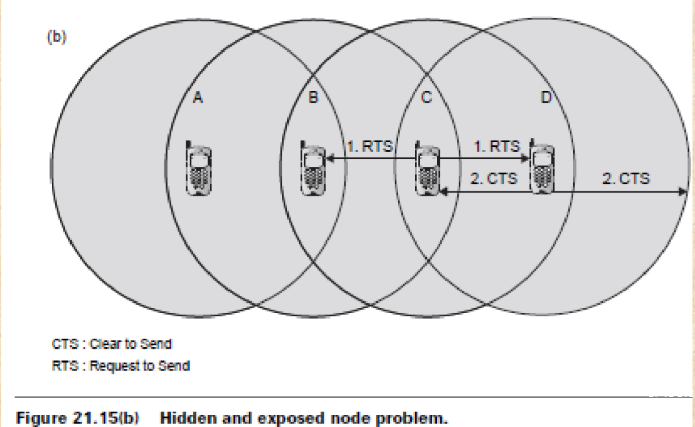 (b)
A B C D
1. RTS 1. RTS
2. CTS 2. CTS
CTS : Clear to Send
RTS : Request to Send
Figure 21.15(b) Hidden and exposed node problem.